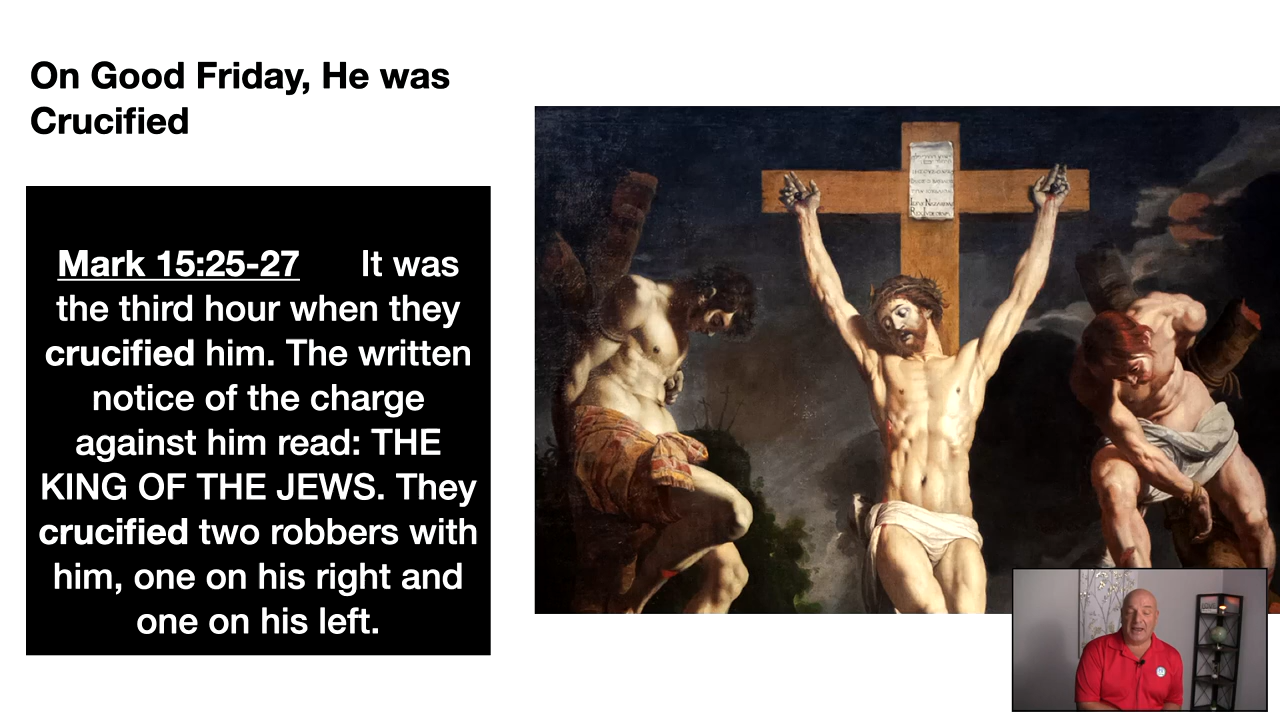 On Good Friday, He was
Crucified
Mark 15:25-27 It was
the third hour when they
crucified him. The written
notice of the charge
against him read: THE
KING OF THE JEWS. They
crucified two robbers with
him, one on his right and
one on his left.